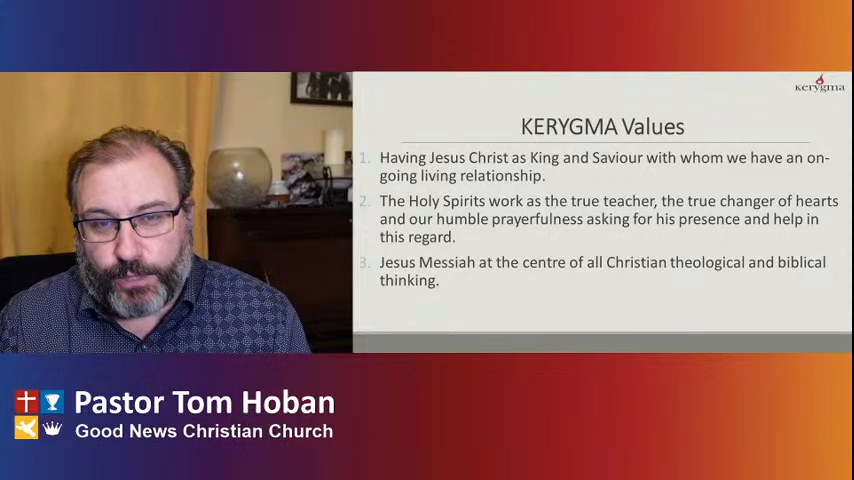 kerygma
KERYGMA Values
1. Having Jesus Christ as King and Saviour with whom we have an on-
going living relationship.
2. The Holy Spirits work as the true teacher, the true changer of hearts
and our humble prayerfulness asking for his presence and help in
this regard.
3. Jesus Messiah at the centre of all Christian theological and biblical
thinking.
Pastor Tom Hoban
Good News Christian Church